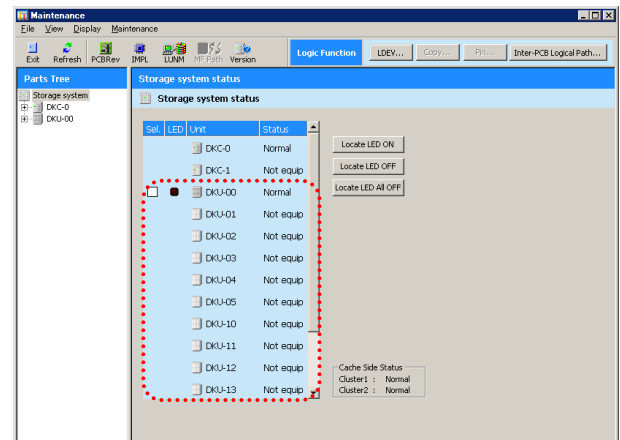 Maintenance
File View Display Maintenance
Exit Refresh PCBRev IMPL LUNM MF Path Version Logic Function LDEV... Copy... Pin... Inter-PCB Logical Path...
Parts Tree
Storage system
DKC-0
DKU-00
Storage system status
Storage system status
Sel. LED Unit Status
DKC-0 Normal
DKC-1 Not equip
DKU-00 Normal
DKU-01 Not equip
DKU-02 Not equip
DKU-03 Not equip
DKU-04 Not equip
DKU-05 Not equip
DKU-10 Not equip
DKU-11 Not equip
DKU-12 Not equip
DKU-13 Not equip
Locate LED ON
Locate LED OFF
Locate LED All OFF
Cache Side Status
Cluster1 : Normal
Cluster2 : Normal